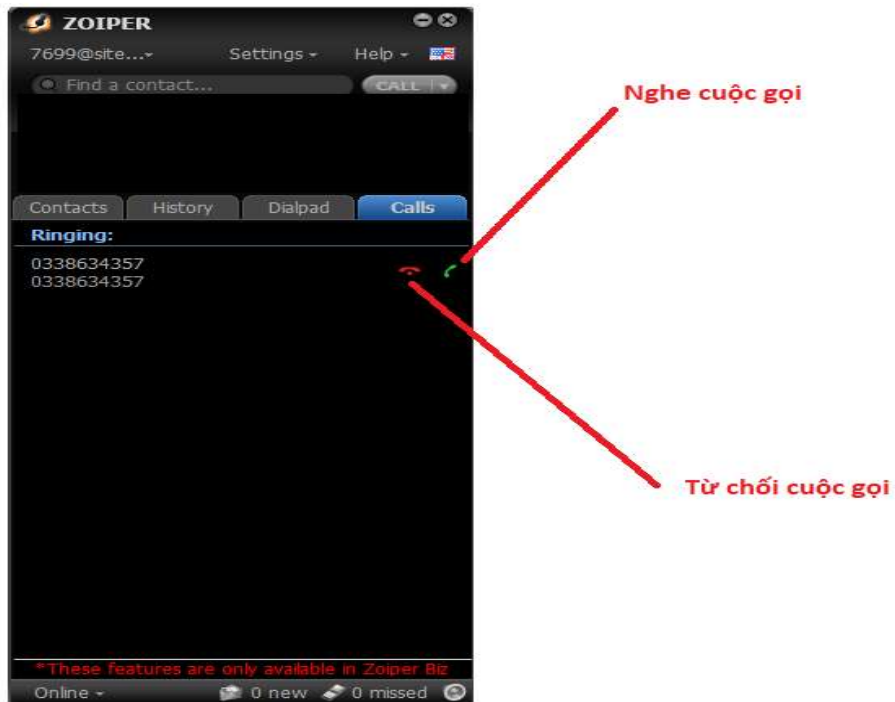 ZOIPER
7699@site...
Settings
Help
Find a contact...
CALL
Nghe cuộc gọi
Contacts
History
Dialpad
Calls
Ringing:
0338634357
0338634357
Từ chối cuộc gọi
*These features are only available in Zoiper Biz
Online
0 new
0 missed